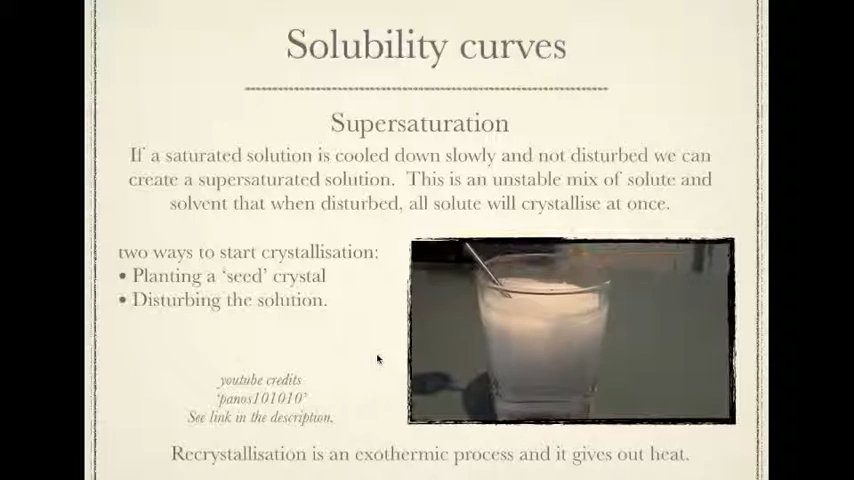 Solubility curves
Supersaturation
If a saturated solution is cooled down slowly and not disturbed we can
create a supersaturated solution. This is an unstable mix of solute and
solvent that when disturbed, all solute will crystallise at once.
two ways to start crystallisation:
• Planting a ‘seed’ crystal
• Disturbing the solution.
youtube credits
‘panos101010’
See link in the description.
Recrystallisation is an exothermic process and it gives out heat.